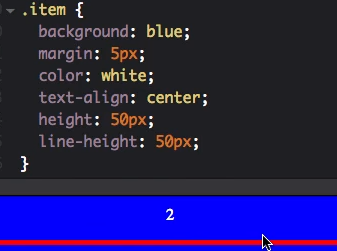 .item {
background: blue;
margin: 5px;
color: white;
text-align: center;
height: 50px;
line-height: 50px;
}
2